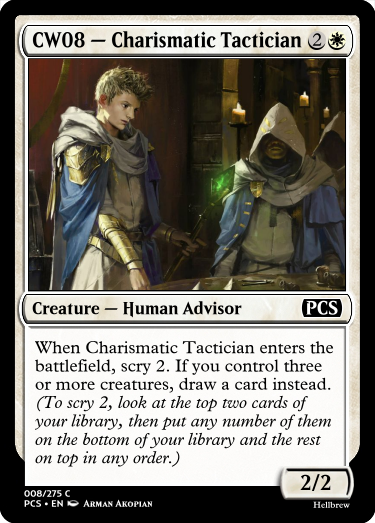 CW08 — Charismatic Tactician 2
Creature — Human Advisor PCS
When Charismatic Tactician enters the
battlefield, scry 2. If you control three
or more creatures, draw a card instead.
(To scry 2, look at the top two cards of
your library, then put any number of them
on the bottom of your library and the rest
on top in any order.)
2/2
008/275 C
PCS • EN Arman Akopian
Hellbrew